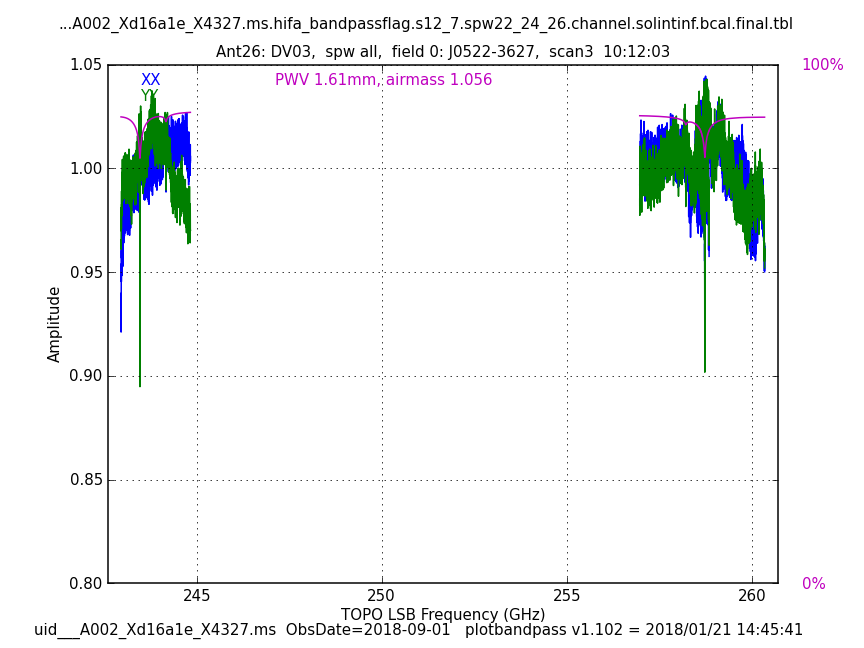 ...A002_Xd16a1e_X4327.ms.hifa_bandpassflag.s12_7.spw22_24_26.channel.solintinf.bcal.final.tbl
Ant26: DV03, spw all, field 0: J0522-3627, scan3 10:12:03
1.05
XX
YY
PWV 1.61mm, airmass 1.056
100%
1.00
0.95
0.90
0.85
0.80
Amplitude
0%
245
250
255
260
TOPO LSB Frequency (GHz)
uid___A002_Xd16a1e_X4327.ms ObsDate=2018-09-01 plotbandpass v1.102 = 2018/01/21 14:45:41